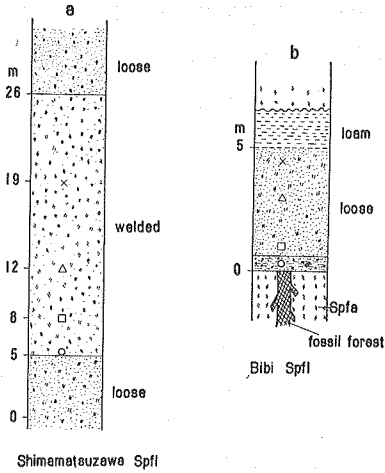 a
m
loose
26
19
welded
12
8
5
loose
0
Shimamatsuzawa Spfl
b
m
loam
5
loose
0
Spfa
fossil forest
Bibi Spfl